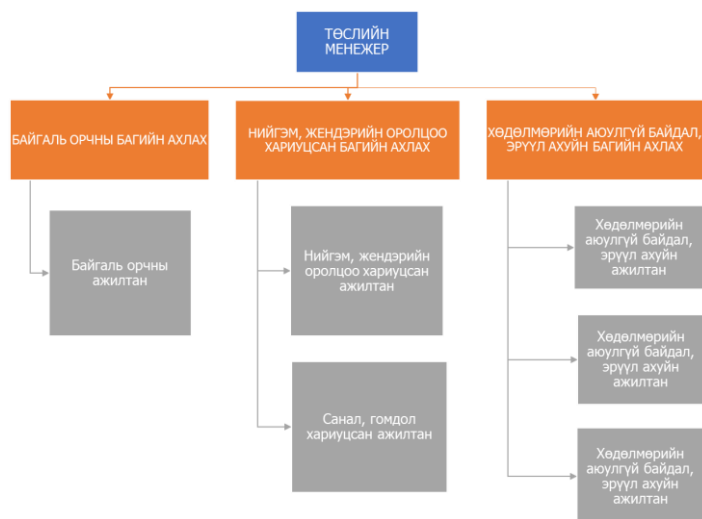 ТӨСЛИЙН
МЕНЕЖЕР
БАЙГАЛЬ ОРЧНЫ БАГИЙН АХЛАХ
НИЙГЭМ, ЖЕНДЭРИЙН ОРОЛЦОО
ХАРИУЦСАН БАГИЙН АХЛАХ
ХӨДӨЛМӨРИЙН АЮУЛГҮЙ БАЙДАЛ,
ЭРҮҮЛ АХУЙН БАГИЙН АХЛАХ
Байгаль орчны
ажилтан
Нийгэм, жендэрийн
оролцоо хариуцсан
ажилтан
Санал, гомдол
хариуцсан ажилтан
Хөдөлмөрийн
аюулгүй байдал,
эрүүл ахуйн
ажилтан
Хөдөлмөрийн
аюулгүй байдал,
эрүүл ахуйн
ажилтан
Хөдөлмөрийн
аюулгүй байдал,
эрүүл ахуйн
ажилтан